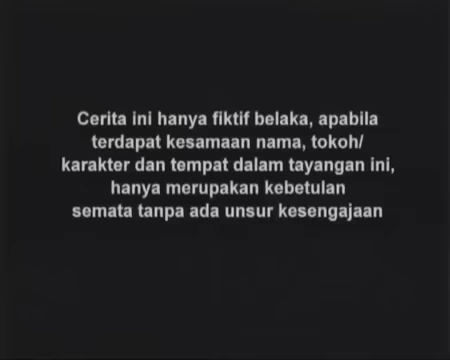 Cerita ini hanya fiktif belaka, apabila
terdapat kesamaan nama, tokoh/
karakter dan tempat dalam tayangan ini,
hanya merupakan kebetulan
semata tanpa ada unsur kesengajaan